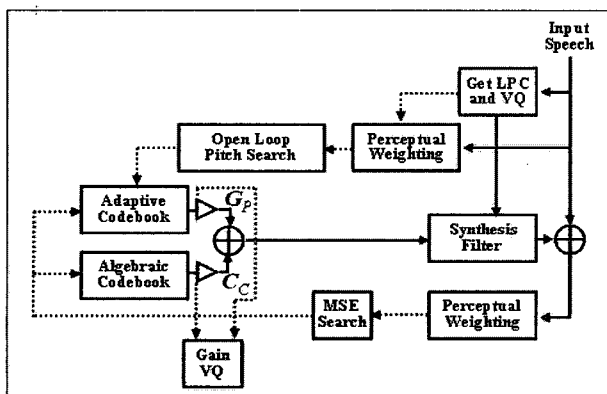 Input
Speech
Get LPC
and VQ
Open Loop
Pitch Search
Perceptual
Weighting
Adaptive
Codebook
G_P
Synthesis
Filter
Algebraic
Codebook
C_C
MSE
Search
Perceptual
Weighting
Gain
VQ